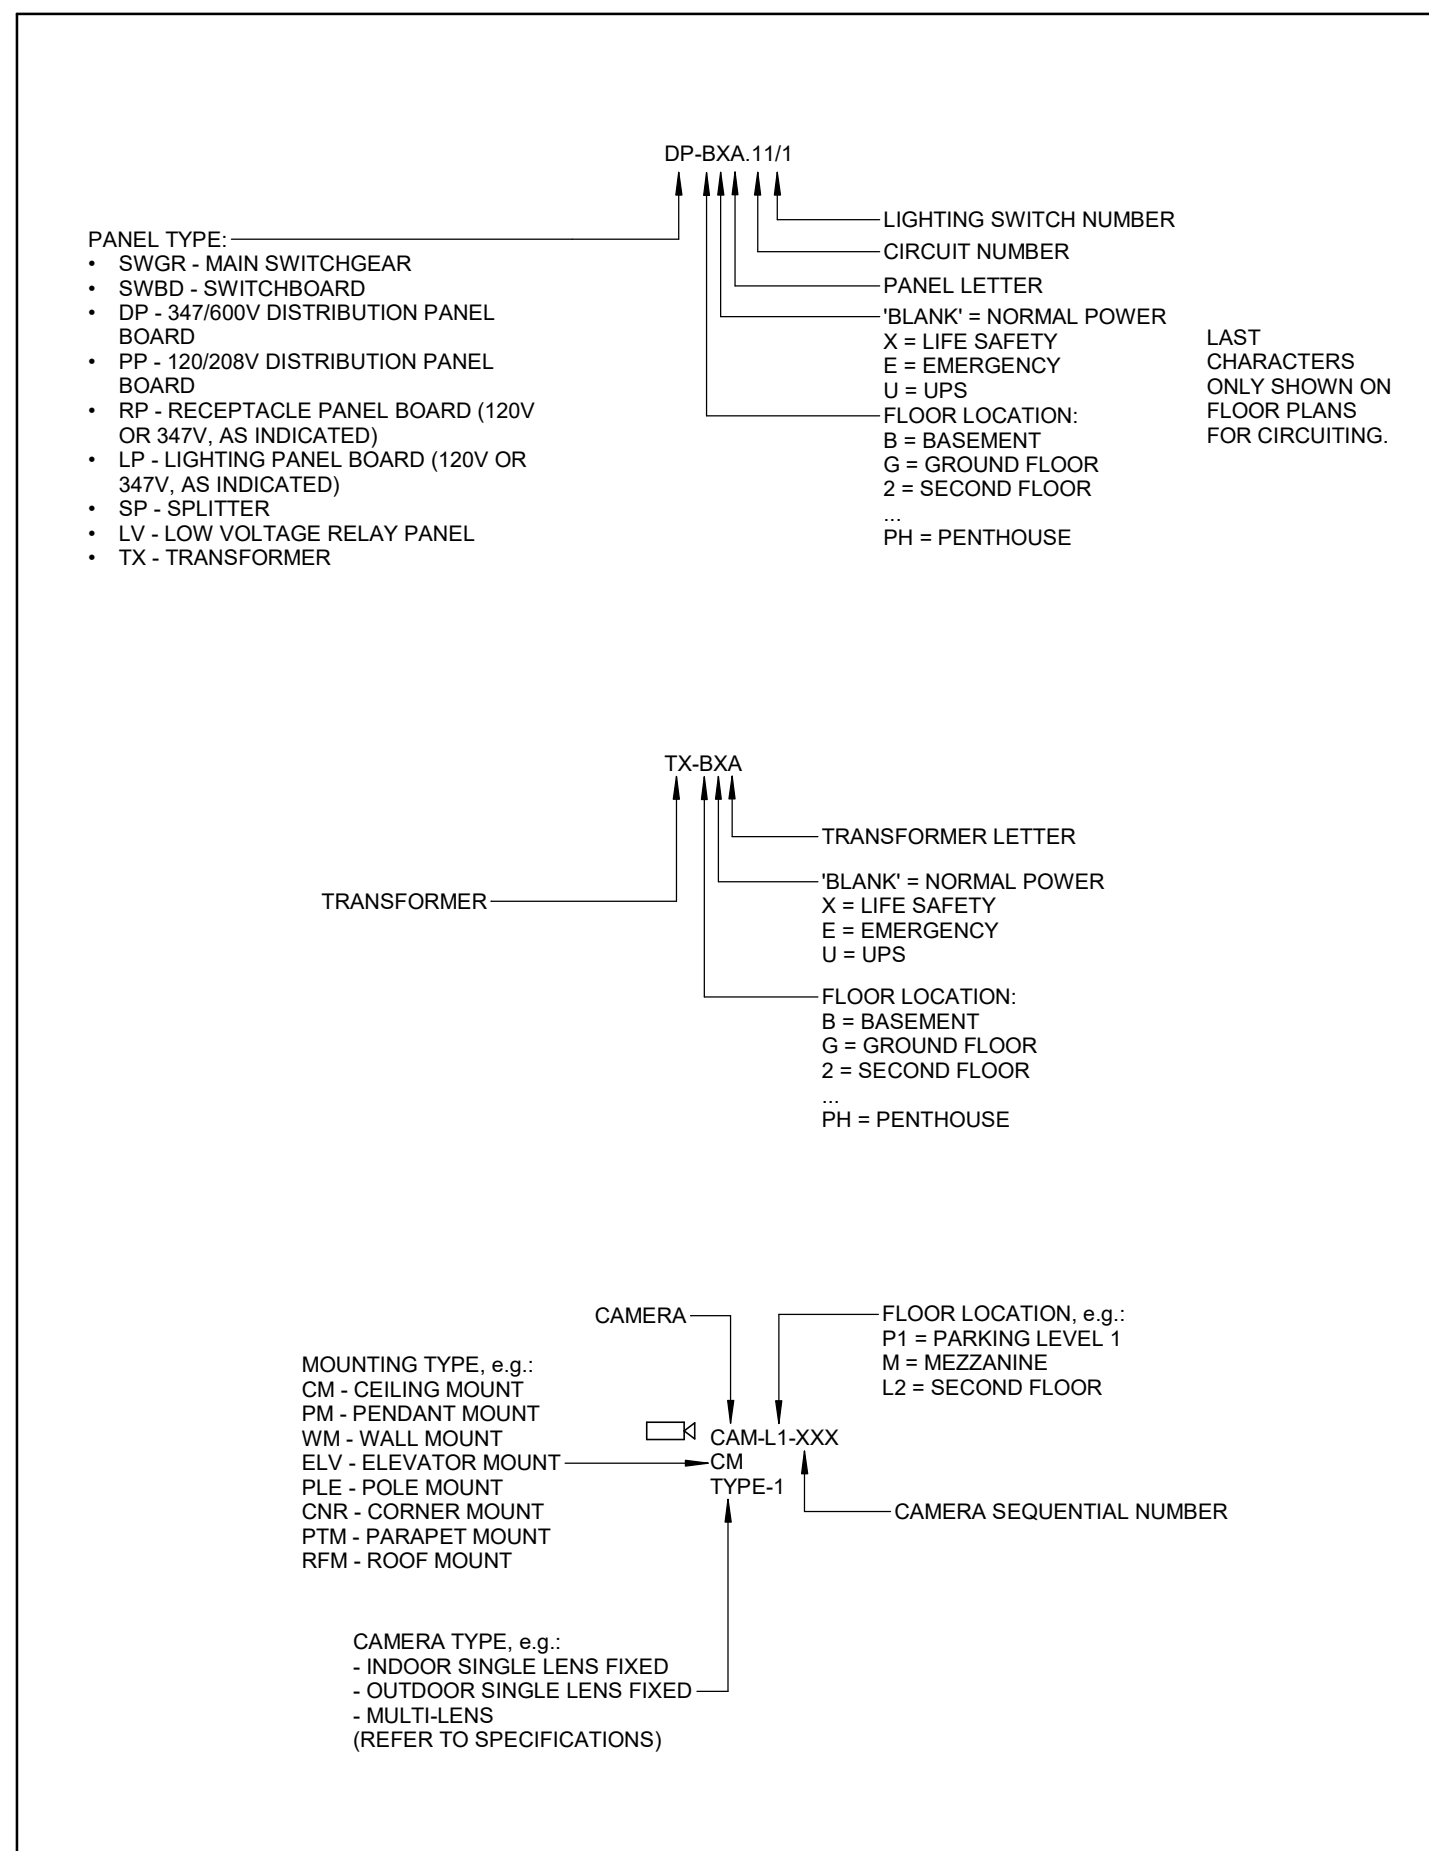 DP-BXA.11/1
LIGHTING SWITCH NUMBER
CIRCUIT NUMBER
PANEL LETTER
'BLANK' = NORMAL POWER
X = LIFE SAFETY
E = EMERGENCY
U = UPS
FLOOR LOCATION:
B = BASEMENT
G = GROUND FLOOR
2 = SECOND FLOOR
...
PH = PENTHOUSE
LAST
CHARACTERS
ONLY SHOWN ON
FLOOR PLANS
FOR CIRCUITING.
PANEL TYPE:
• SWGR - MAIN SWITCHGEAR
• SWBD - SWITCHBOARD
• DP - 347/600V DISTRIBUTION PANEL
BOARD
• PP - 120/208V DISTRIBUTION PANEL
BOARD
• RP - RECEPTACLE PANEL BOARD (120V
OR 347V, AS INDICATED)
• LP - LIGHTING PANEL BOARD (120V OR
347V, AS INDICATED)
• SP - SPLITTER
• LV - LOW VOLTAGE RELAY PANEL
• TX - TRANSFORMER
TX-BXA
TRANSFORMER LETTER
'BLANK' = NORMAL POWER
X = LIFE SAFETY
E = EMERGENCY
U = UPS
TRANSFORMER
FLOOR LOCATION:
B = BASEMENT
G = GROUND FLOOR
2 = SECOND FLOOR
...
PH = PENTHOUSE
CAMERA
FLOOR LOCATION, e.g.:
P1 = PARKING LEVEL 1
M = MEZZANINE
L2 = SECOND FLOOR
MOUNTING TYPE, e.g.:
CM - CEILING MOUNT
PM - PENDANT MOUNT
WM - WALL MOUNT
ELV - ELEVATOR MOUNT
PLE - POLE MOUNT
CNR - CORNER MOUNT
PTM - PARAPET MOUNT
RFM - ROOF MOUNT
CAM-L1-XXX
CM
TYPE-1
CAMERA SEQUENTIAL NUMBER
CAMERA TYPE, e.g.:
- INDOOR SINGLE LENS FIXED
- OUTDOOR SINGLE LENS FIXED
- MULTI-LENS
(REFER TO SPECIFICATIONS)